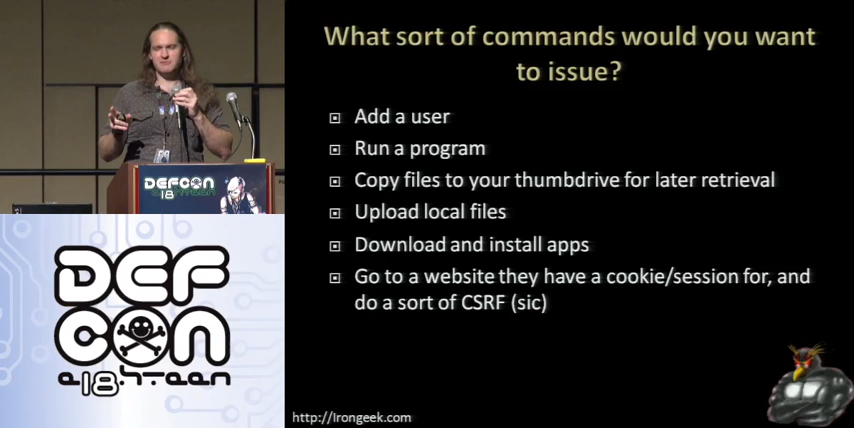 What sort of commands would you want
to issue?
Add a user
Run a program
Copy files to your thumbdrive for later retrieval
Upload local files
Download and install apps
Go to a website they have a cookie/session for, and
do a sort of CSRF (sic)
http://Irongeek.com
DEFCON
18
DEF
CON
e18hteen